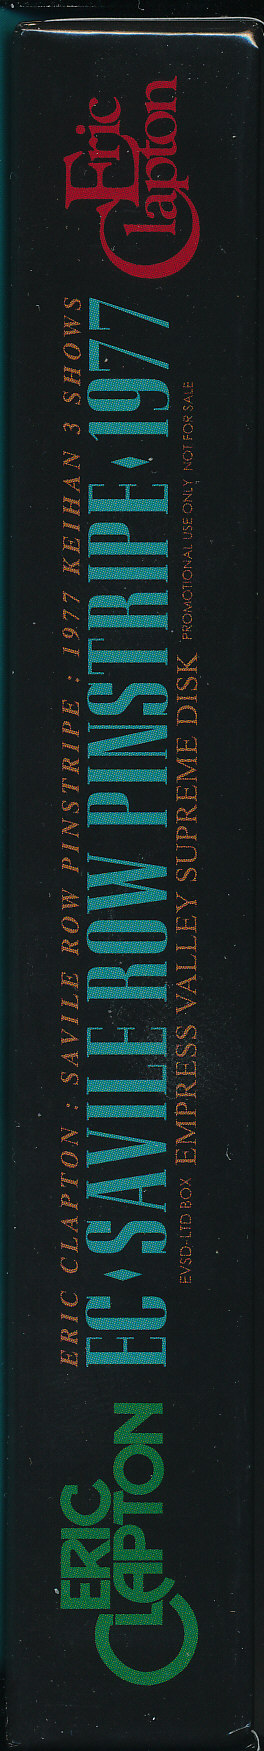 ERIC
CLAPTON
ERIC CLAPTON : SAVILE ROW PINSTRIPE : 1977 KEIHAN 3 SHOWS
EC ♦ SAVILE ROW PINSTRIPE ♦ 1977
EVSD-LTD BOX EMPRESS VALLEY SUPREME DISK PROMOTIONAL USE ONLY NOT FOR SALE
Eric
Clapton